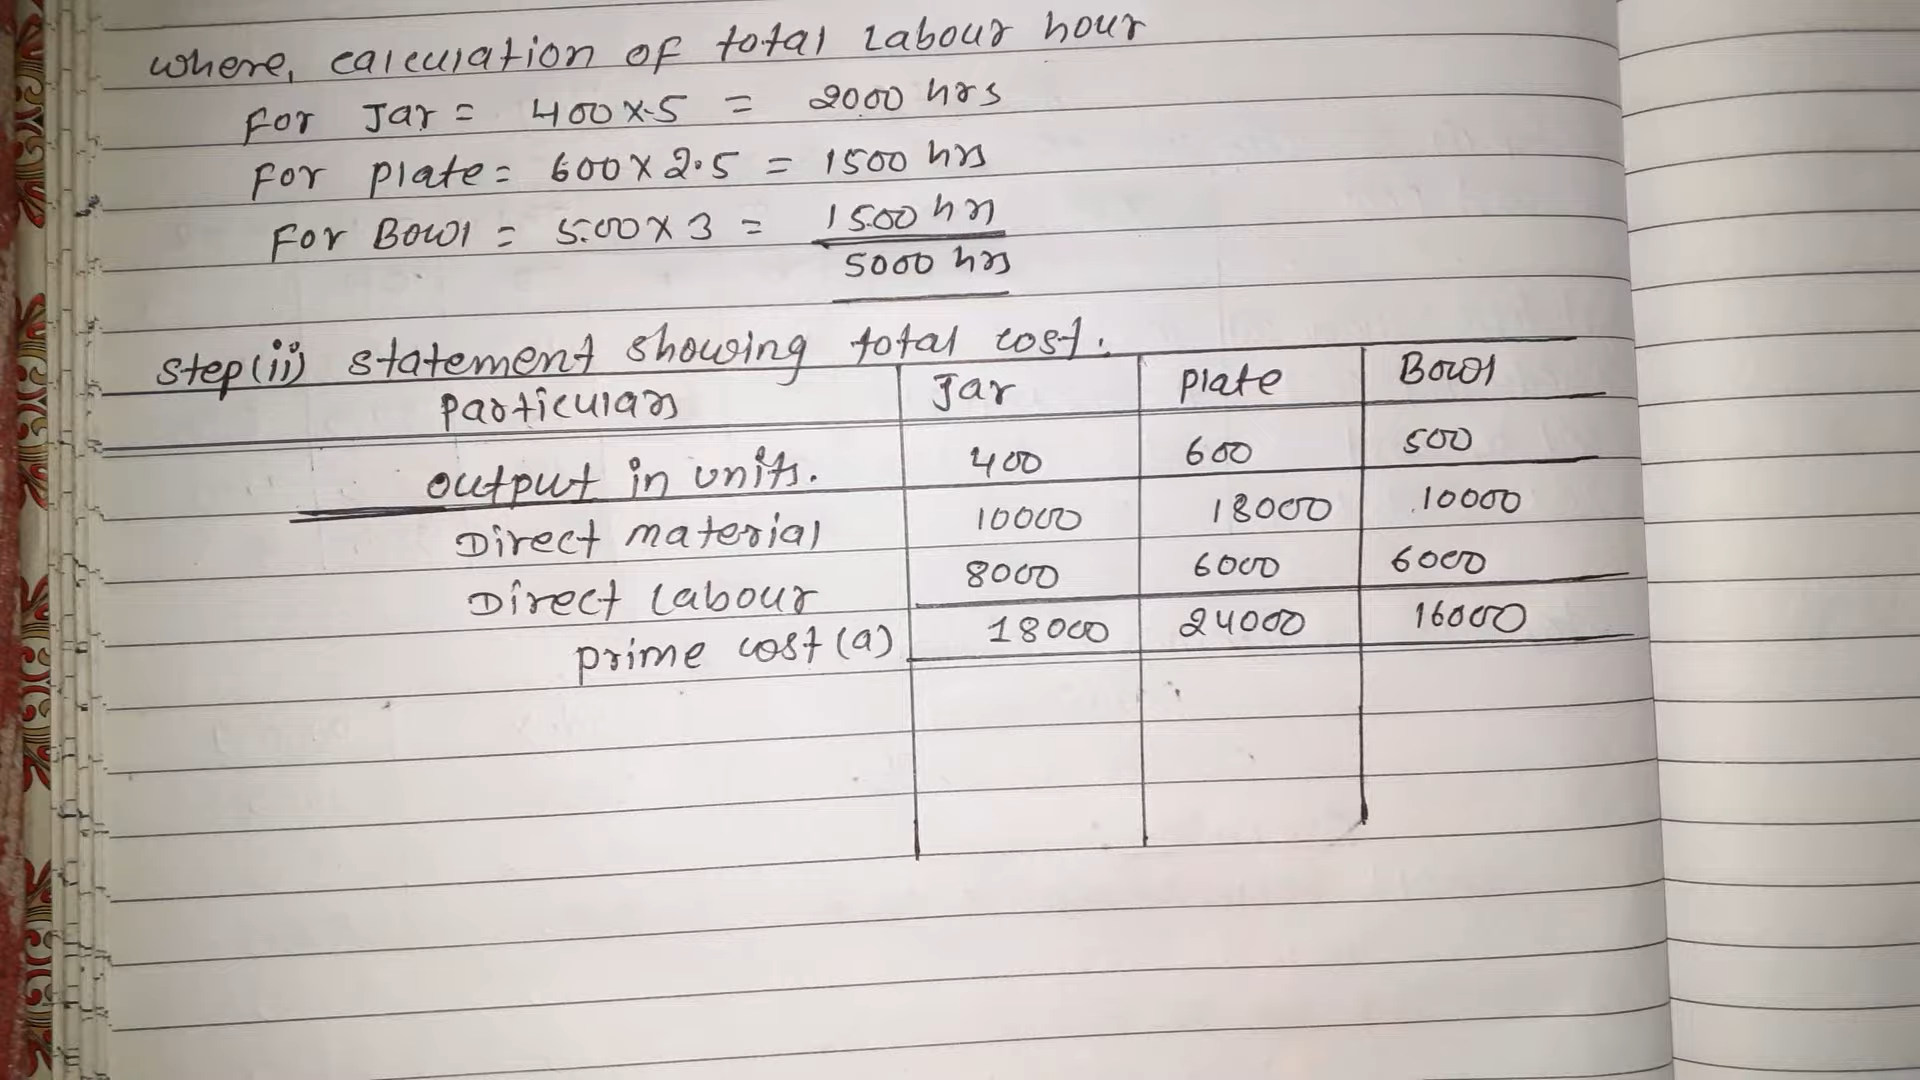 where, calculation of total labour hour
For Jar = 400 x 5 = 2000 hrs
For plate = 600 x 2.5 = 1500 hrs
For Bowl = 500 x 3 = 1500 hrs
5000 hrs
step(ii) statement showing total cost.
particulars Jar plate Bowl
output in units. 400 600 500
Direct material 10000 18000 10000
Direct labour 8000 6000 6000
prime cost (a) 18000 24000 16000